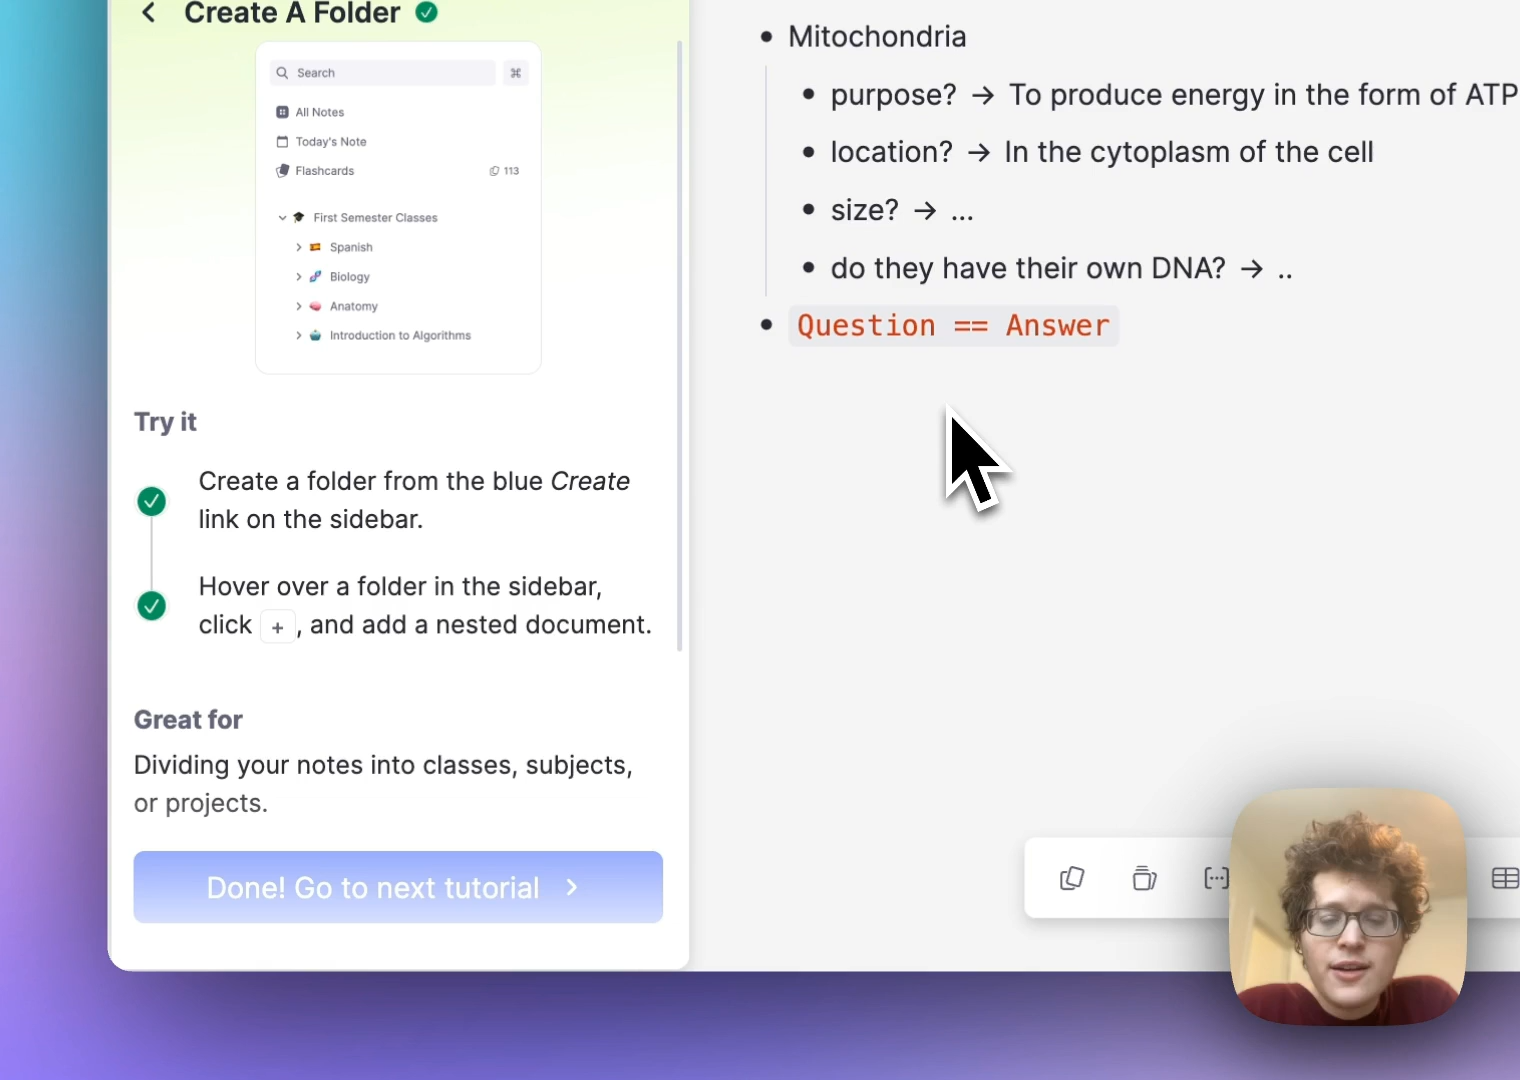 Create A Folder
Search ⌘
All Notes
Today's Note
Flashcards 113
First Semester Classes
Spanish
Biology
Anatomy
Introduction to Algorithms
Try it
Create a folder from the blue Create
link on the sidebar.
Hover over a folder in the sidebar,
click +, and add a nested document.
Great for
Dividing your notes into classes, subjects,
or projects.
Done! Go to next tutorial
• Mitochondria
• purpose? → To produce energy in the form of ATP
• location? → In the cytoplasm of the cell
• size? → ...
• do they have their own DNA? → ..
• Question == Answer